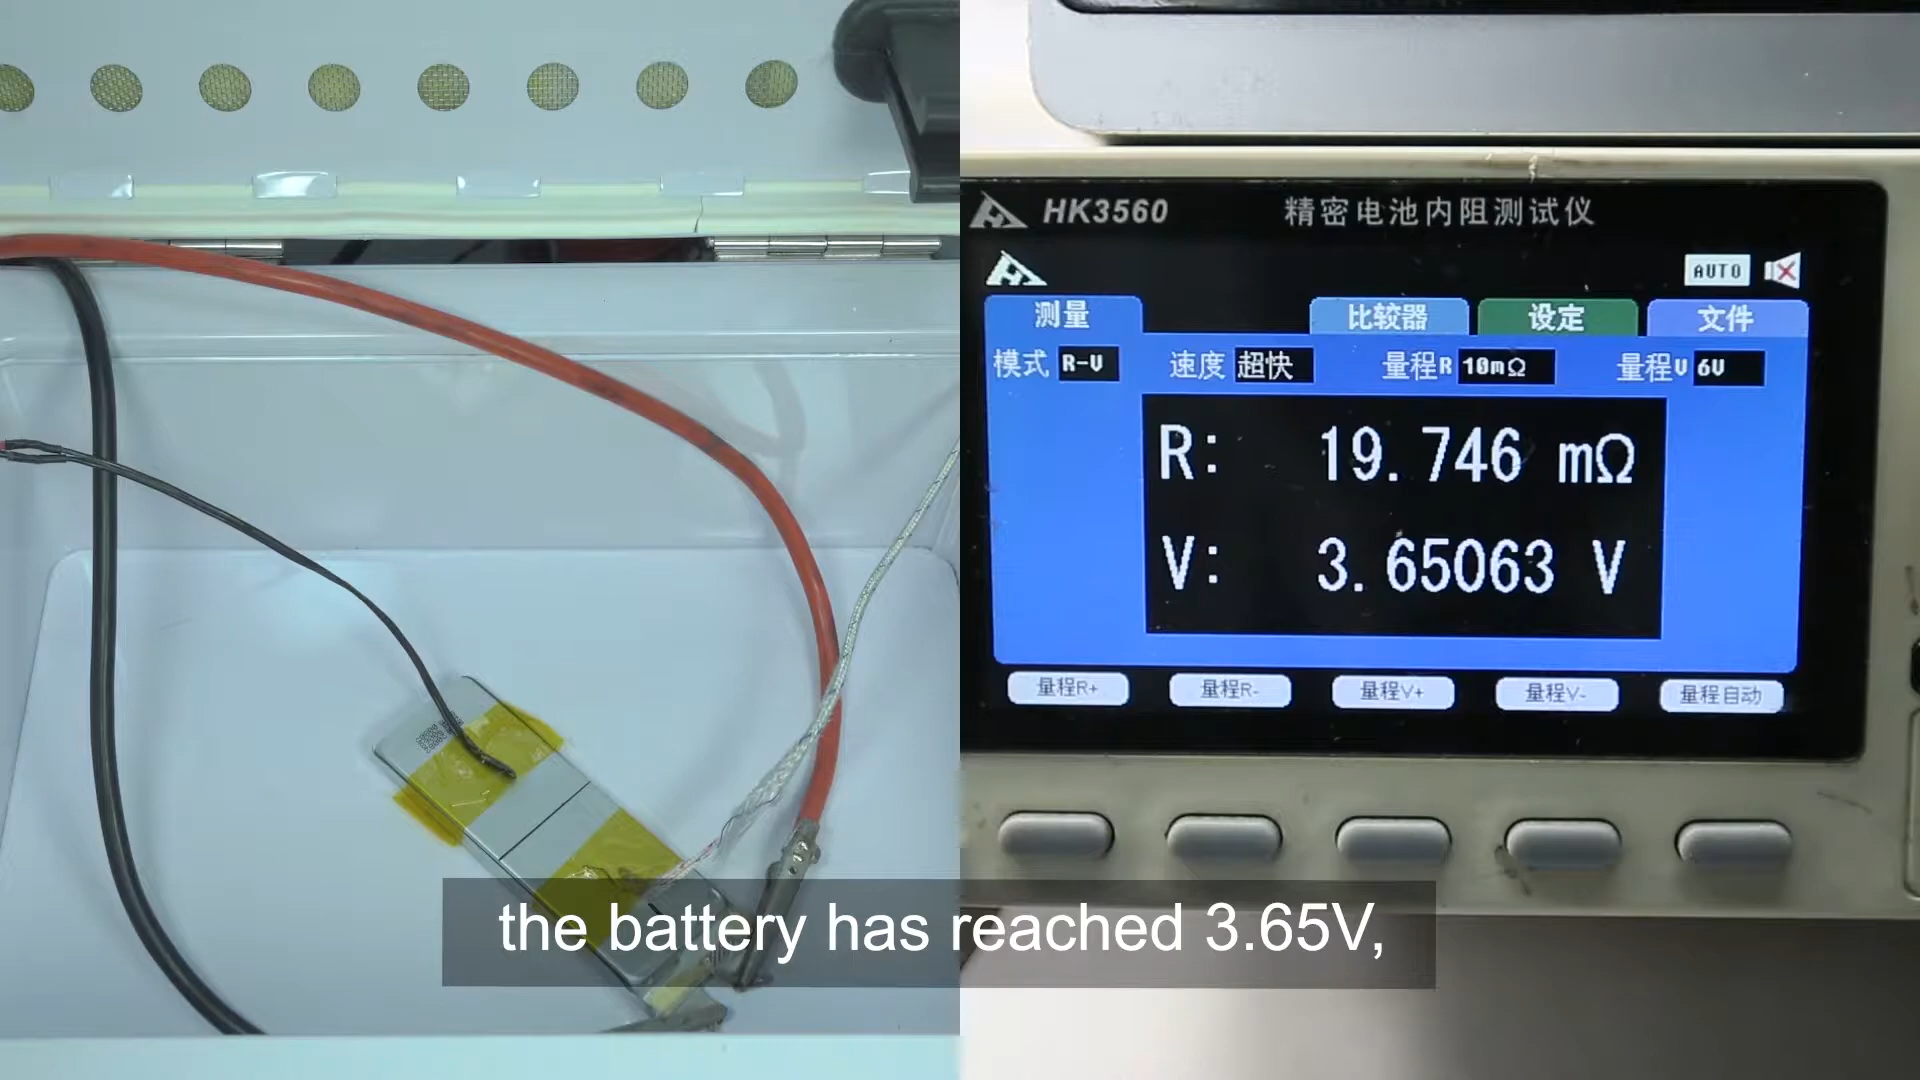 HK3560 精密电池内阻测试仪
AUTO
测量 比较器 设定 文件
模式 R-V 速度 超快 量程R 10mΩ 量程V 6V
R: 19.746 mΩ
V: 3.65063 V
量程R+ 量程R- 量程V+ 量程V- 量程自动
the battery has reached 3.65V,